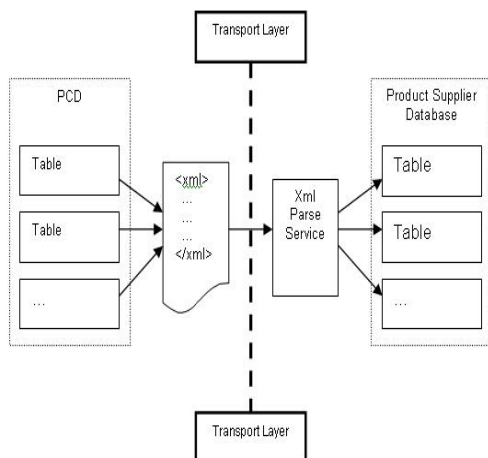 Transport Layer
PCD
Table
Table
...
<xml>
...
...
...
</xml>
Xml
Parse
Service
Product Supplier
Database
Table
Table
...
Transport Layer